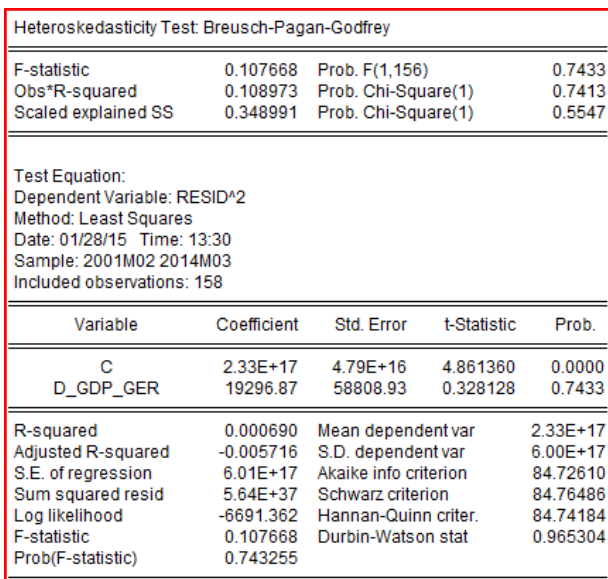 Heteroskedasticity Test: Breusch-Pagan-Godfrey
F-statistic 0.107668 Prob. F(1,156) 0.7433
Obs*R-squared 0.108973 Prob. Chi-Square(1) 0.7413
Scaled explained SS 0.348991 Prob. Chi-Square(1) 0.5547
Test Equation:
Dependent Variable: RESID^2
Method: Least Squares
Date: 01/28/15 Time: 13:30
Sample: 2001M02 2014M03
Included observations: 158
Variable Coefficient Std. Error t-Statistic Prob.
C 2.33E+17 4.79E+16 4.861360 0.0000
D_GDP_GER 19296.87 58808.93 0.328128 0.7433
R-squared 0.000690 Mean dependent var 2.33E+17
Adjusted R-squared -0.005716 S.D. dependent var 6.00E+17
S.E. of regression 6.01E+17 Akaike info criterion 84.72610
Sum squared resid 5.64E+37 Schwarz criterion 84.76486
Log likelihood -6691.362 Hannan-Quinn criter. 84.74184
F-statistic 0.107668 Durbin-Watson stat 0.965304
Prob(F-statistic) 0.743255